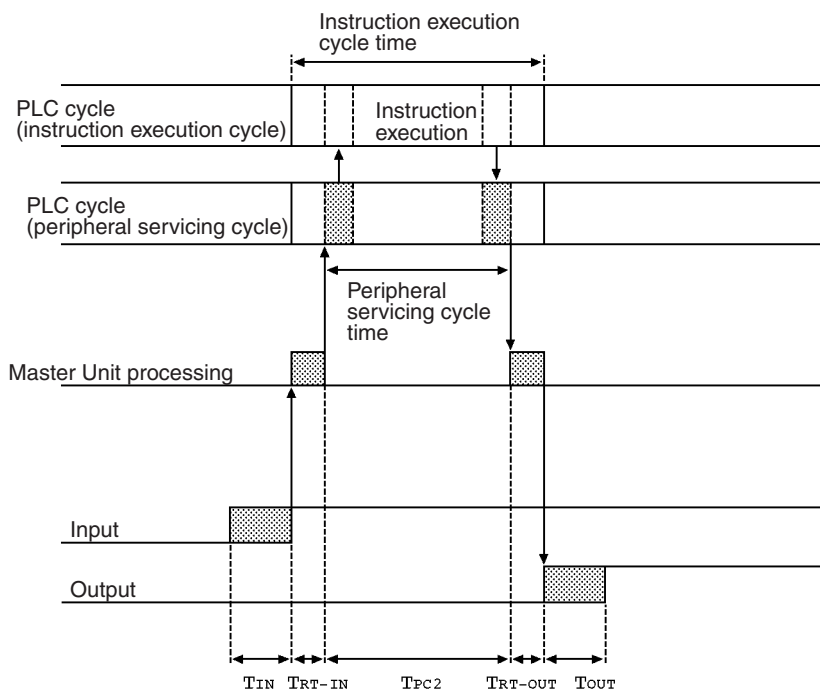 Instruction execution
cycle time
PLC cycle
(instruction execution cycle)
Instruction
execution
PLC cycle
(peripheral servicing cycle)
Peripheral
servicing cycle
time
Master Unit processing
Input
Output
TIN TRT-IN TPC2 TRT-OUT TOUT